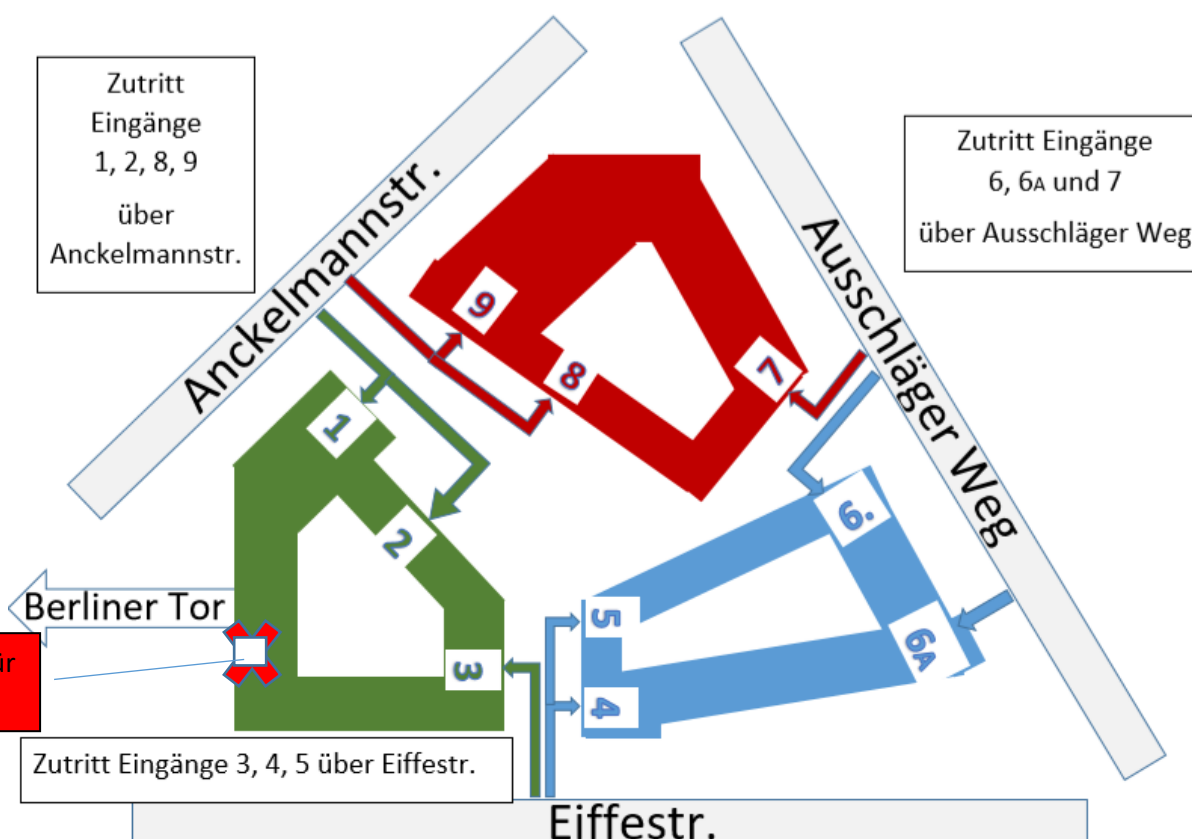 Zutritt
Eingänge
1, 2, 8, 9
über
Anckelmannstr.
Zutritt Eingänge
6, 6A und 7
über Ausschläger Weg
Anckelmannstr.
Ausschläger Weg
9
8
7
1
2
3
6.
6A
5
4
Berliner Tor
Zutritt Eingänge 3, 4, 5 über Eiffestr.
Eiffestr.